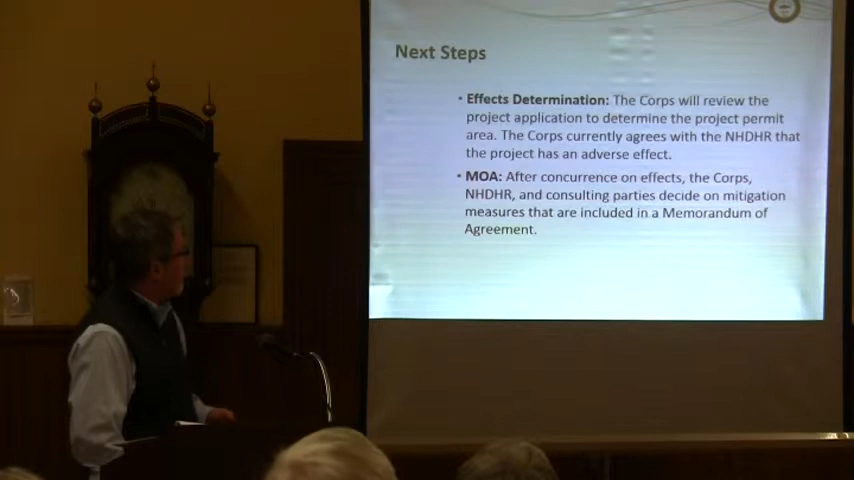 Next Steps
• Effects Determination: The Corps will review the
project application to determine the project permit
area. The Corps currently agrees with the NHDHR that
the project has an adverse effect.
• MOA: After concurrence on effects, the Corps,
NHDHR, and consulting parties decide on mitigation
measures that are included in a Memorandum of
Agreement.